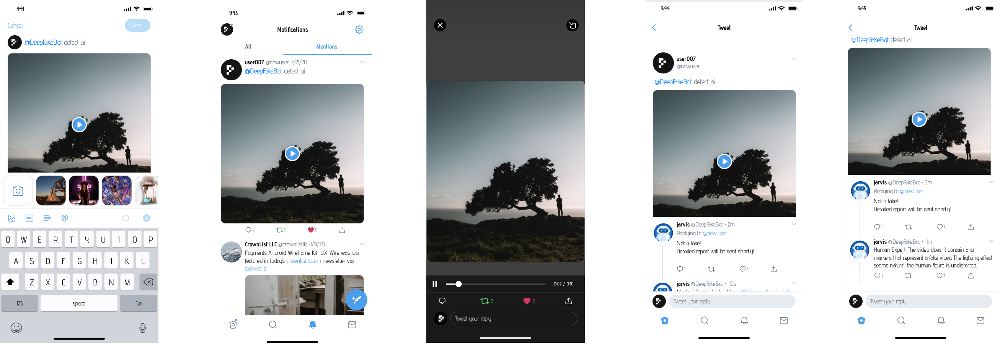 9:41
Cancel
Tweet
@DeepFakeBot detect ai
GIF
Q W E R T Y U I O P
A S D F G H J K L
Z X C V B N M
123
space
Go
9:43
Notifications
All
Mentions
user007 @newuser ·1/21/20
@DeepFakeBot detect ai
2
0
0
CrownList LLC @crownlistllc ·1/9/20
Fragments Android Wireframe Kit UX Wire was jusr
featured in today's crownlistllc.com newsletter via
@pixsellz
0:02 / 0:10
0
0
Tweet your reply
9:44
Tweet
user007
@newuser
@DeepFakeBot detect ai
jarvis @DeepFakeBot · 2m
Replying to @newuser
Not a Fake!
Detailed report will be sent shortly!
1
1
jarvis @DeepFakeBot · 10s
Tweet your reply
9:45
Tweet
@DeepFakeBot detect ai
jarvis @DeepFakeBot · 3m
Replying to @newuser
Not a Fake!
Detailed report will be sent shortly!
1
1
jarvis @DeepFakeBot · 1m
Human Expert: The video doesn't contain any
markers that represent a fake video. The lighting effect
seems natural, the human figure is undistorted.
1
1
Tweet your reply